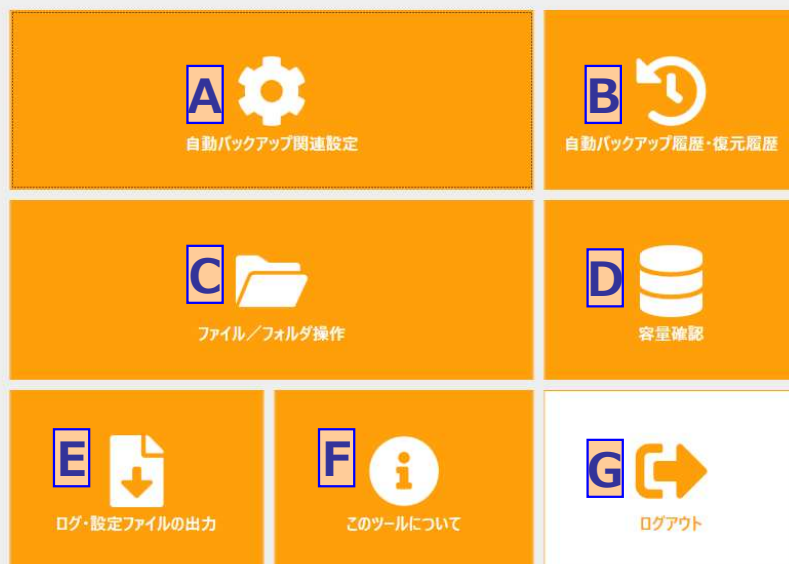 A
自動バックアップ関連設定
B
自動バックアップ履歴・復元履歴
C
ファイル／フォルダ操作
D
容量確認
E
ログ・設定ファイルの出力
F
このツールについて
G
ログアウト